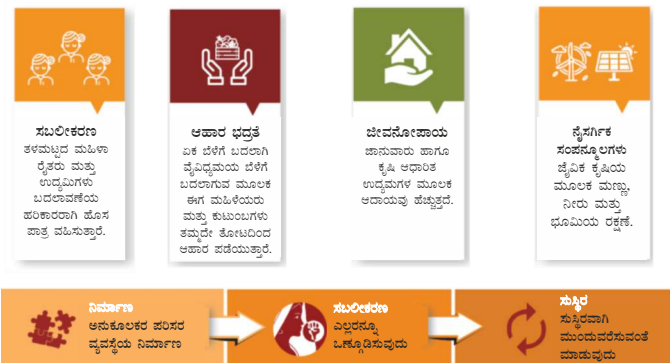 ಸಬಲೀಕರಣ
ತಳಮಟ್ಟದ ಮಹಿಳಾ
ರೈತರು ಮತ್ತು
ಉದ್ಯಮಿಗಳು
ಬದಲಾವಣೆಯ
ಹರಿಕಾರರಾಗಿ ಹೊಸ
ಪಾತ್ರ ವಹಿಸುತ್ತಾರೆ.
ಆಹಾರ ಭದ್ರತೆ
ಏಕ ಬೆಳೆಗೆ ಬದಲಾಗಿ
ವೈವಿಧ್ಯಮಯ ಬೆಳೆಗೆ
ಬದಲಾಗುವ ಮೂಲಕ
ಈಗ ಮಹಿಳೆಯರು
ಮತ್ತು ಕುಟುಂಬಗಳು
ತಮ್ಮದೇ ತೋಟದಿಂದ
ಆಹಾರ ಪಡೆಯುತ್ತಾರೆ.
ಜೀವನೋಪಾಯ
ಜಾನುವಾರು ಹಾಗೂ
ಕೃಷಿ ಆಧಾರಿತ
ಉದ್ಯಮಗಳ ಮೂಲಕ
ಆದಾಯವು ಹೆಚ್ಚುತ್ತದೆ.
ನೈಸರ್ಗಿಕ
ಸಂಪನ್ಮೂಲಗಳು
ಜೈವಿಕ ಕೃಷಿಯ
ಮೂಲಕ ಮಣ್ಣು,
ನೀರು ಮತ್ತು
ಭೂಮಿಯ ರಕ್ಷಣೆ.
ನಿರ್ಮಾಣ
ಅನುಕೂಲಕರ ಪರಿಸರ
ವ್ಯವಸ್ಥೆಯ ನಿರ್ಮಾಣ
ಸಬಲೀಕರಣ
ಎಲ್ಲರನ್ನೂ
ಒಣ್ಗೂಡಿಸುವುದು
ಸುಸ್ಥಿರ
ಸುಸ್ಥಿರವಾಗಿ
ಮುಂದುವರೆಸುವಂತೆ
ಮಾಡುವುದು